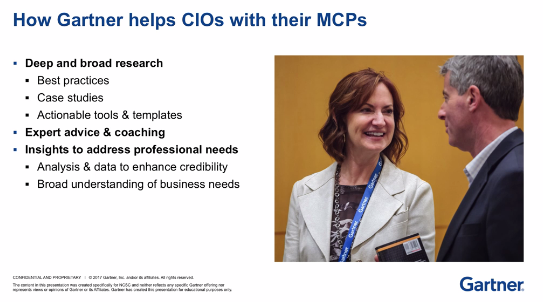 How Gartner helps CIOs with their MCPs
Deep and broad research
Best practices
Case studies
Actionable tools & templates
Expert advice & coaching
Insights to address professional needs
Analysis & data to enhance credibility
Broad understanding of business needs
Gartner
Gartner
CONFIDENTIAL AND PROPRIETARY | © 2017 Gartner, Inc. and/or its affiliates. All rights reserved.
The content in this presentation was created specifically for NCSC and neither reflects any specific Gartner offering nor
represents views or opinions of Gartner or its Affiliates. Gartner has created this presentation for educational purposes only.
Gartner